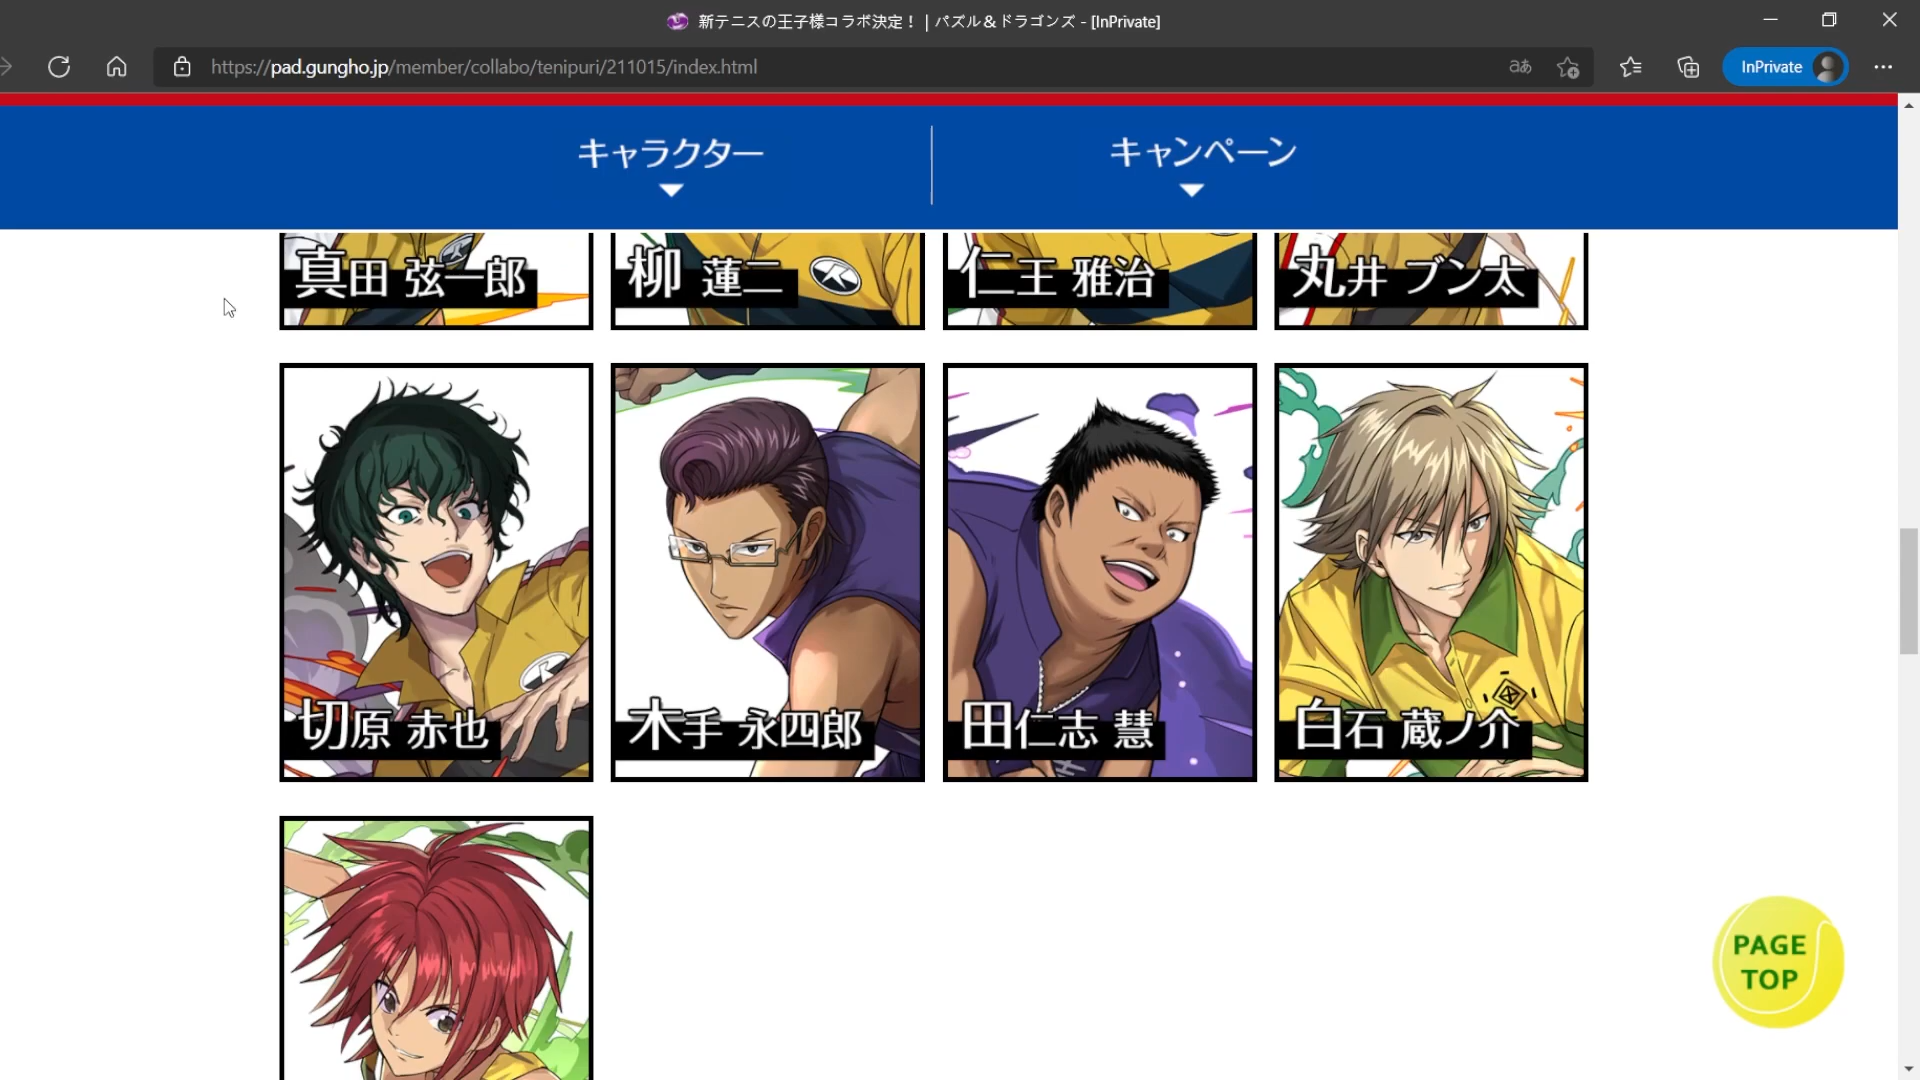 新テニスの王子様コラボ決定！ | パズル＆ドラゴンズ - [InPrivate]
https://pad.gungho.jp/member/collabo/tenipuri/211015/index.html
aあ
InPrivate
キャラクター
キャンペーン
真田 弦一郎
柳 蓮二
仁王 雅治
丸井 ブン太
切原 赤也
木手 永四郎
田仁志 慧
白石 蔵ノ介
PAGE
TOP